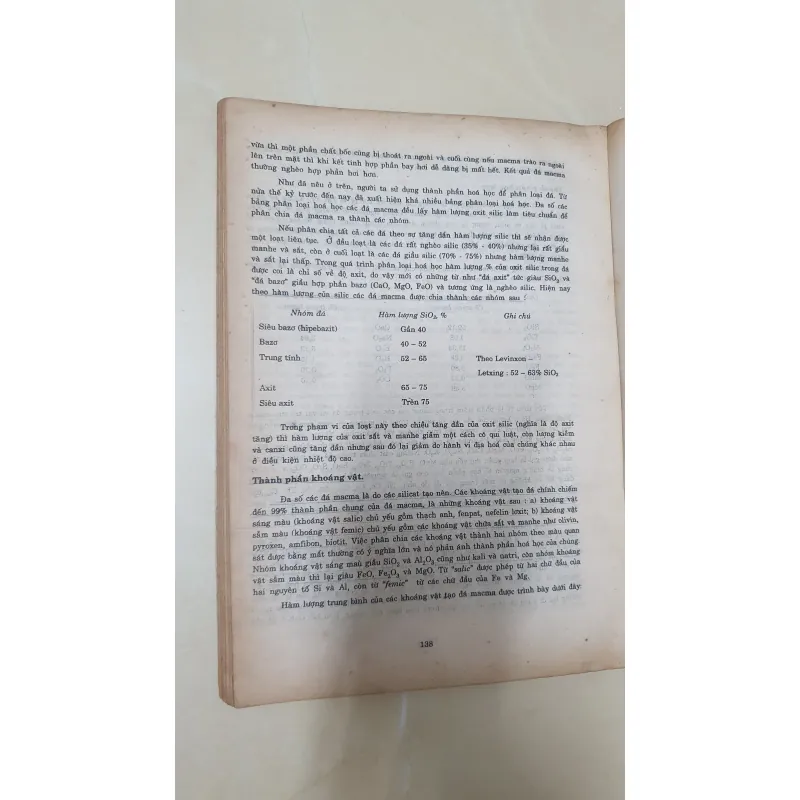 vừa thì một phần chất bốc cũng bị thoát ra ngoài và cuối cùng nếu macma trào ra ngoài
lên trên mặt thì khi kết tinh hợp phần bay hơi dễ dàng bị mất hết. Kết quả đá macma
thường nghèo hợp phần hơi hơn.
Như đã nêu ở trên, người ta sử dụng thành phần hoá học để phân loại đá. Từ
nửa thế kỷ trước đến nay đã xuất hiện khá nhiều bảng phân loại hoá học. Đa số các
bảng phân loại hoá học các đá macma đều lấy hàm lượng oxit silic làm tiêu chuẩn để
phân chia đá macma ra thành các nhóm.
Nếu phân chia tất cả các đá theo sự tăng dần hàm lượng silic thì sẽ nhận được
một loạt liên tục. Ở đầu loạt là các đá rất nghèo silic (35% - 40%) nhưng lại rất giầu
manhe và sắt, còn ở cuối loạt là các đá giầu silic (70% - 75%) nhưng hàm lượng manhe
và sắt lại thấp. Trong quá trình phân loại hoá học hàm lượng % của oxit silic trong đá
được coi là chỉ số về độ axit, do vậy mới có những từ như "đá axit" tức giàu SiO₂ và
"đá bazơ" giầu hợp phần bazơ (CaO, MgO, FeO) và tương ứng là nghèo silic. Hiện nay
theo hàm lượng của silic các đá macma được chia thành các nhóm sau :
Nhóm đá Hàm lượng SiO₂, % Ghi chú
Siêu bazơ (hipebazit) Gần 40
Bazơ 40 – 52
Trung tính 52 – 65 Theo Levinxon –
Letxing : 52 – 63% SiO₂
Axit 65 – 75
Siêu axit Trên 75
Trong phạm vi của loạt này theo chiều tăng dần của oxit silic (nghĩa là độ axit
tăng) thì hàm lượng của oxit sắt và manhe giảm một cách có qui luật, còn lượng kiềm
và canxi cũng tăng dần nhưng sau đó lại giảm do hành vi địa hoá của chúng khác nhau
ở điều kiện nhiệt độ cao.
Thành phần khoáng vật.
Đa số các đá macma là do các silicat tạo nên. Các khoáng vật tạo đá chính chiếm
đến 99% thành phần chung của đá macma, là những khoáng vật sau : a) khoáng vật
sáng màu (khoáng vật salic) chủ yếu gồm thạch anh, fenpat, nefelin lơxit; b) khoáng vật
sẫm màu (khoáng vật femic) chủ yếu gồm các khoáng vật chứa sắt và manhe như olivin,
pyroxen, amfibon, biotit. Việc phân chia các khoáng vật thành hai nhóm theo màu quan
sát được bằng mắt thường có ý nghĩa lớn và nó phản ánh thành phần hoá học của chúng.
Nhóm khoáng vật sáng màu giầu SiO₂ và Al₂O₃ cũng như kali và natri, còn nhóm khoáng
vật sẫm màu thì lại giàu FeO, Fe₂O₃ và MgO. Từ "salic" được phép từ hai chữ đầu của
hai nguyên tố Si và Al, còn từ "femic" từ các chữ đầu của Fe và Mg.
Hàm lượng trung bình của các khoáng vật tạo đá macma được trình bày dưới đây:
138